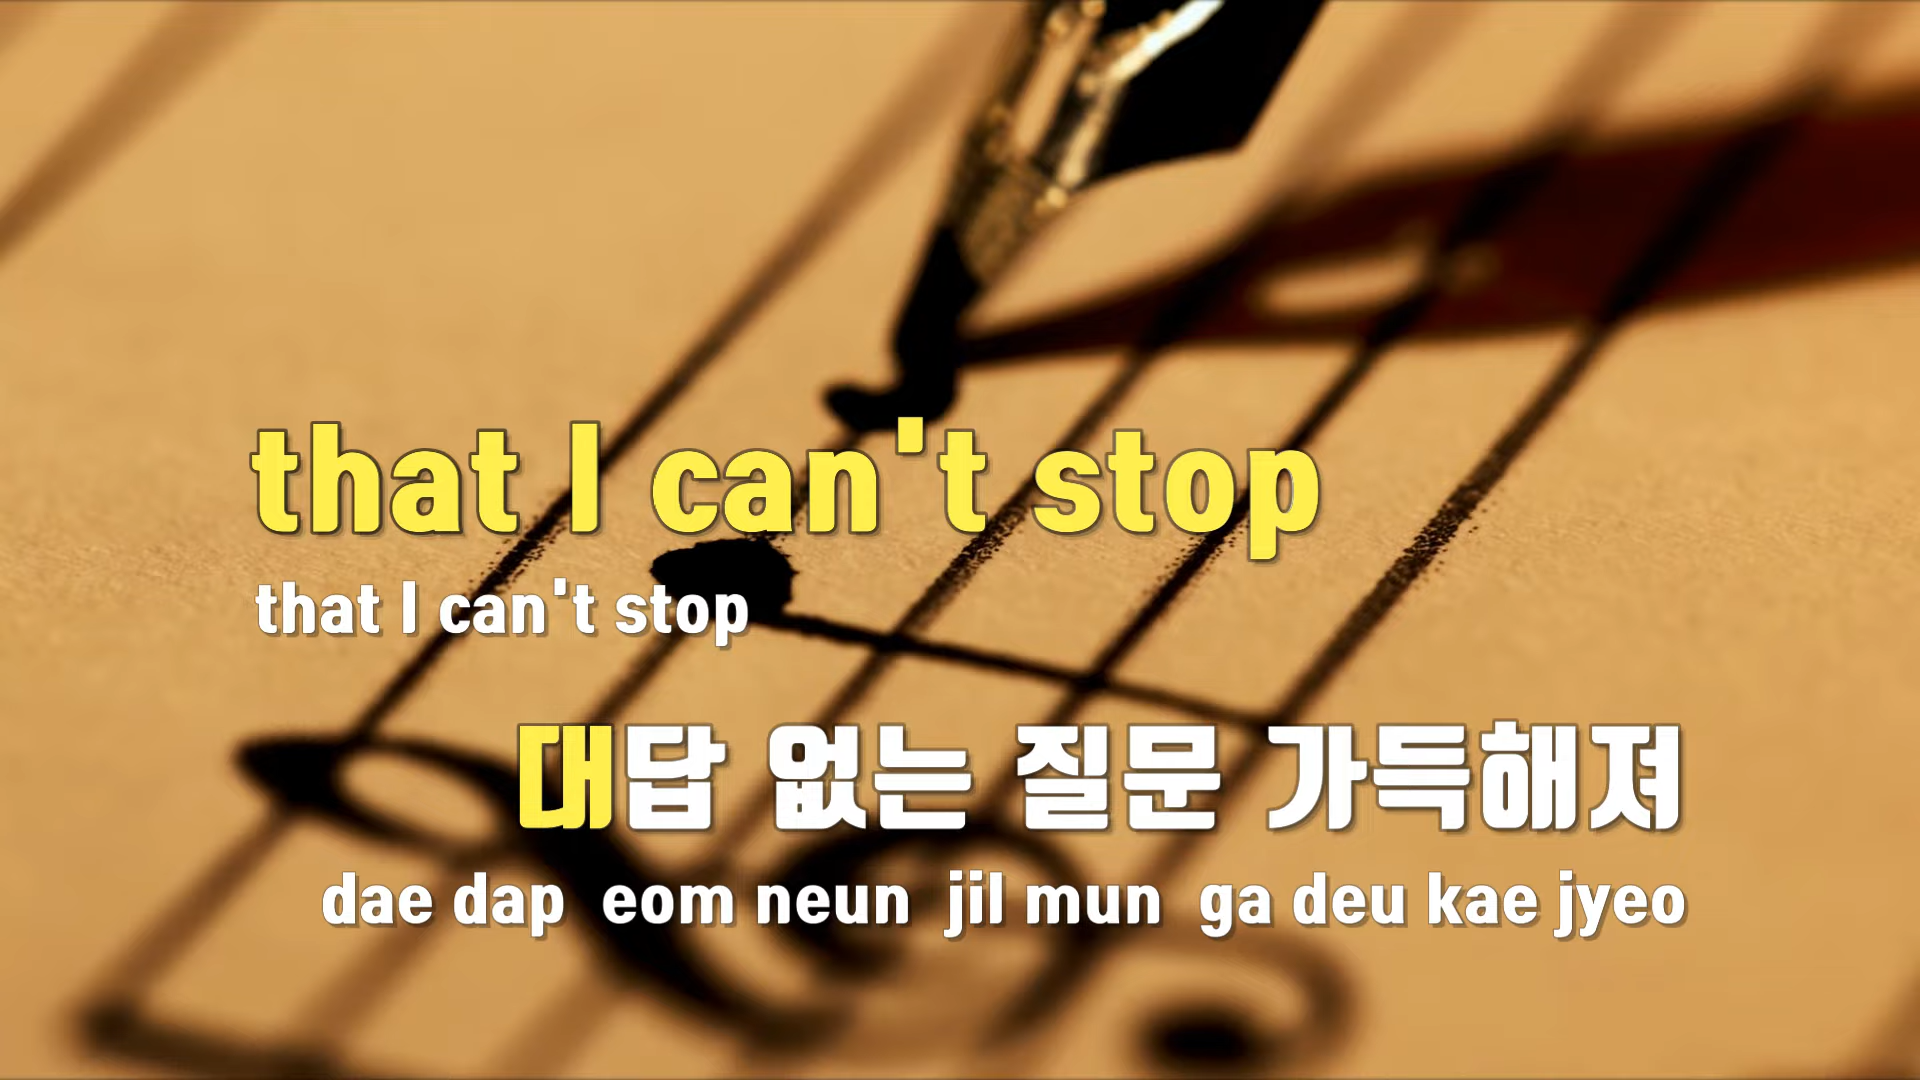 that I can't stop
that I can't stop
대답 없는 질문 가득해져
dae dap eom neun jil mun ga deu kae jyeo